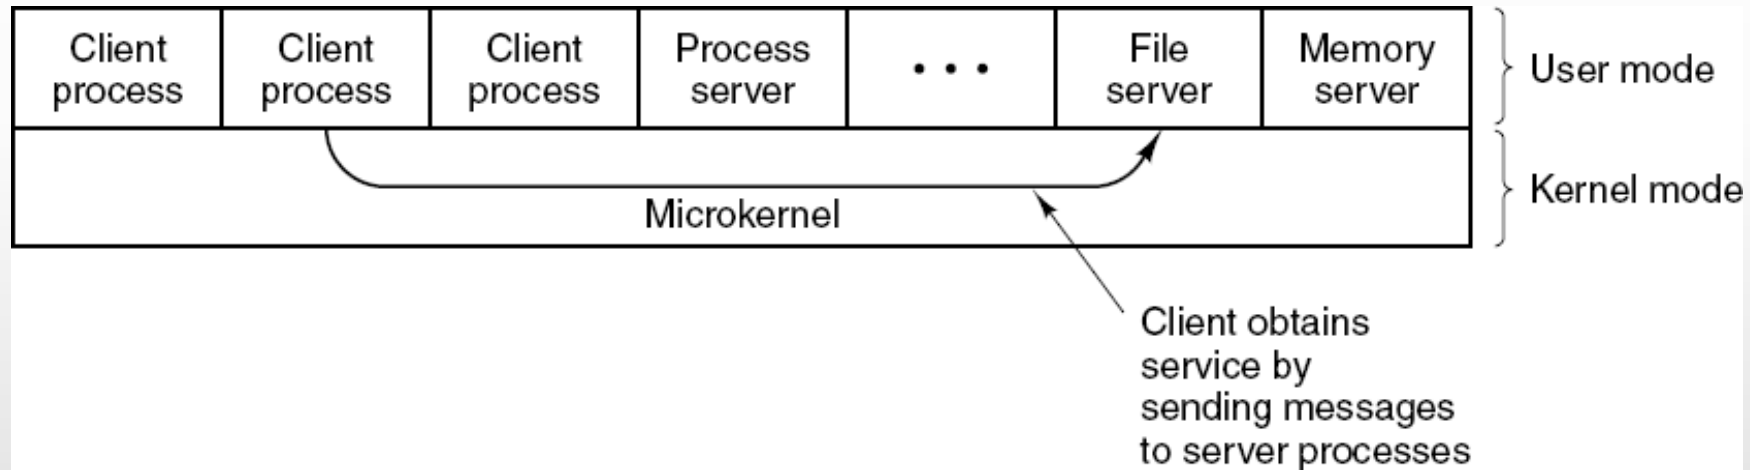 Client
process
Client
process
Client
process
Process
server
• • •
File
server
Memory
server
User mode
Microkernel
Kernel mode
Client obtains
service by
sending messages
to server processes